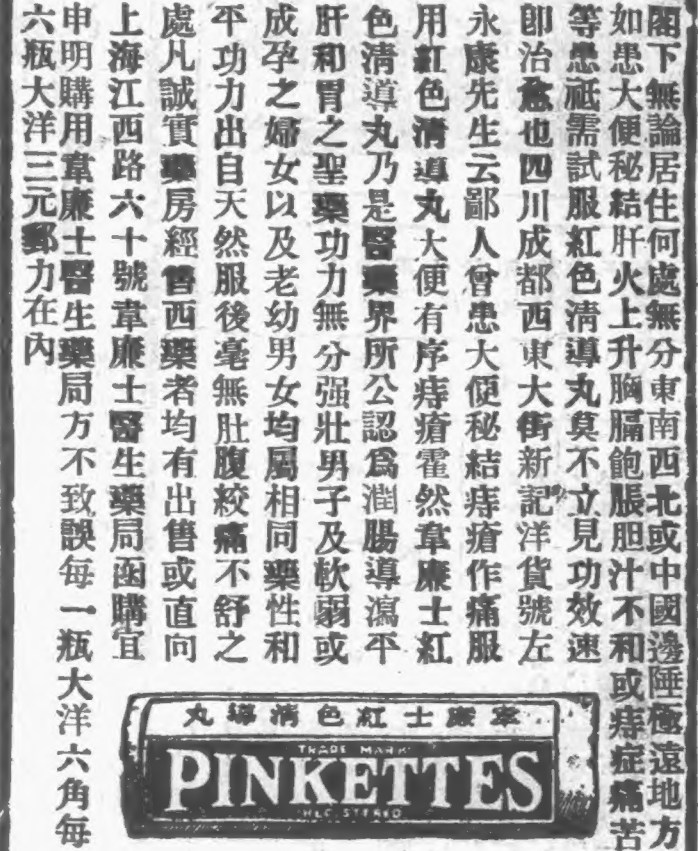 閣下無論居住何處無分東南西北或中國邊陲極遠地方
如患大便秘結肝火上升胸膈飽脹胆汁不和或痔症痛苦
等患祗需試服紅色清導丸莫不立見功效速
卽治愈也四川成都西東大街新記洋貨號左
永康先生云鄙人曾患大便秘結痔瘡作痛服
用紅色清導丸大便有序痔瘡霍然韋廉士紅
色清導丸乃是醫藥界所公認爲潤腸導瀉平
肝和胃之聖藥功力無分强壯男子及軟弱或
成孕之婦女以及老幼男女均屬相同藥性和
平功力出自天然服後毫無肚腹絞痛不舒之
處凡誠實藥房經售西藥者均有出售或直向
上海江西路六十號韋廉士醫生藥局函購宜
申明購用韋廉士醫生藥局方不致誤每一瓶大洋六角每
六瓶大洋三元郵力在內
丸導清色紅士廉韋
TRADE MARK
PINKETTES
REGISTERED